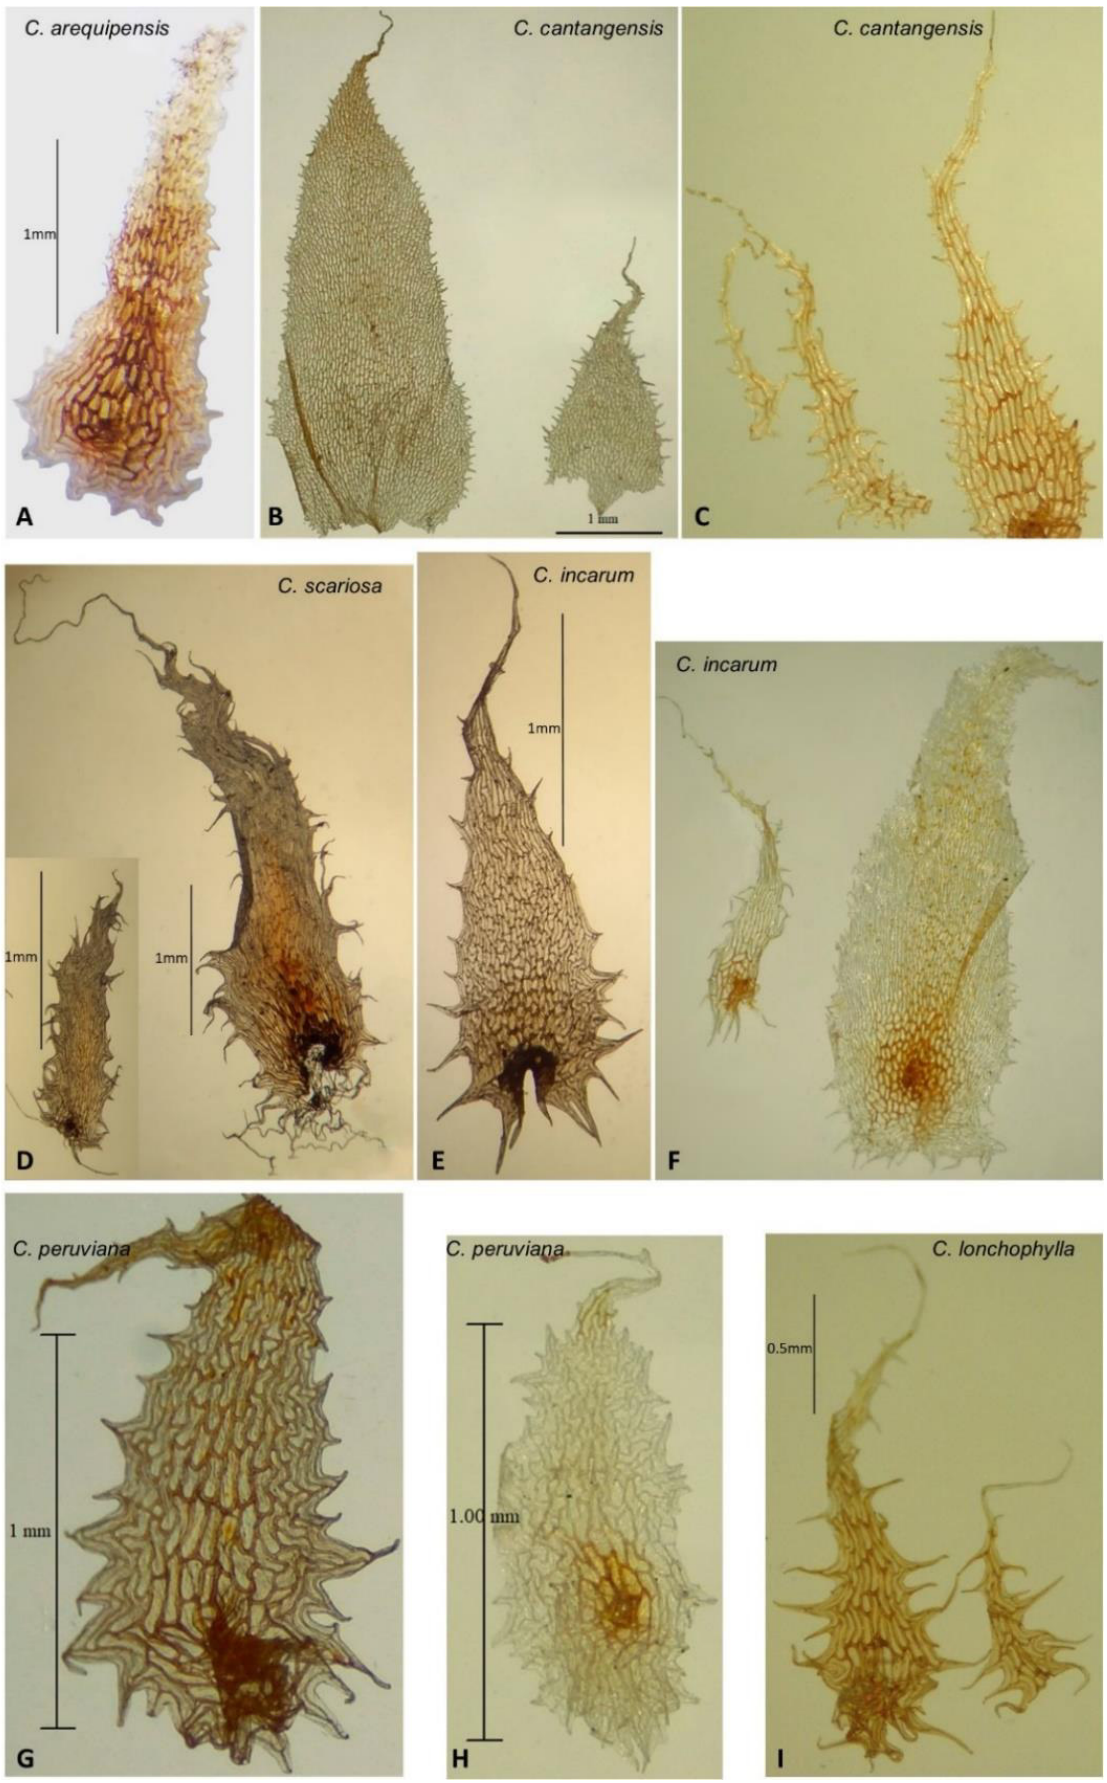 C. arequipensis
1mm
A
C. cantangensis
1 mm
B
C. cantangensis
C
C. scariosa
1mm
1mm
D
C. incarum
1mm
E
C. incarum
F
C. peruviana
1 mm
G
C. peruviana
1.00 mm
H
C. lonchophylla
0.5mm
I